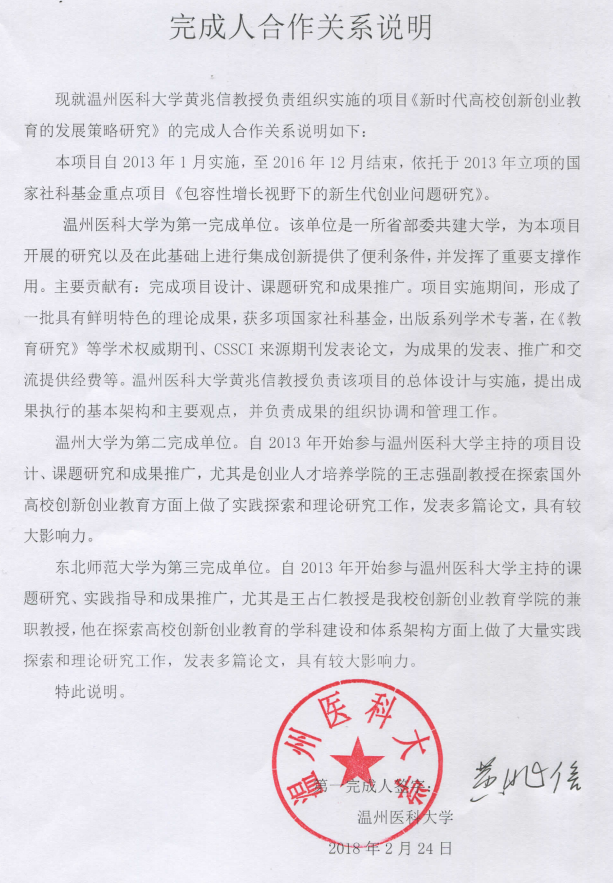 完成人合作关系说明
现就温州医科大学黄兆信教授负责组织实施的项目《新时代高校创新创业教
育的发展策略研究》的完成人合作关系说明如下：
本项目自 2013 年 1 月实施，至 2016 年 12 月结束，依托于 2013 年立项的国
家社科基金重点项目《包容性增长视野下的新生代创业问题研究》。
温州医科大学为第一完成单位。该单位是一所省部委共建大学，为本项目
开展的研究以及在此基础上进行集成创新提供了便利条件，并发挥了重要支撑作
用。主要贡献有：完成项目设计、课题研究和成果推广。项目实施期间，形成了
一批具有鲜明特色的理论成果，获多项国家社科基金，出版系列学术专著，在《教
育研究》等学术权威期刊、CSSCI 来源期刊发表论文，为成果的发表、推广和交
流提供经费等。温州医科大学黄兆信教授负责该项目的总体设计与实施，提出成
果执行的基本架构和主要观点，并负责成果的组织协调和管理工作。
温州大学为第二完成单位。自 2013 年开始参与温州医科大学主持的项目设
计、课题研究和成果推广，尤其是创业人才培养学院的王志强副教授在探索国外
高校创新创业教育方面上做了实践探索和理论研究工作，发表多篇论文，具有较
大影响力。
东北师范大学为第三完成单位。自 2013 年开始参与温州医科大学主持的课
题研究、实践指导和成果推广，尤其是王占仁教授是我校创新创业教育学院的兼
职教授，他在探索高校创新创业教育的学科建设和体系架构方面上做了大量实践
探索和理论研究工作，发表多篇论文，具有较大影响力。
特此说明。
温州医科大学
第一完成人签字：
黄兆信
温州医科大学
2018 年 2 月 24 日